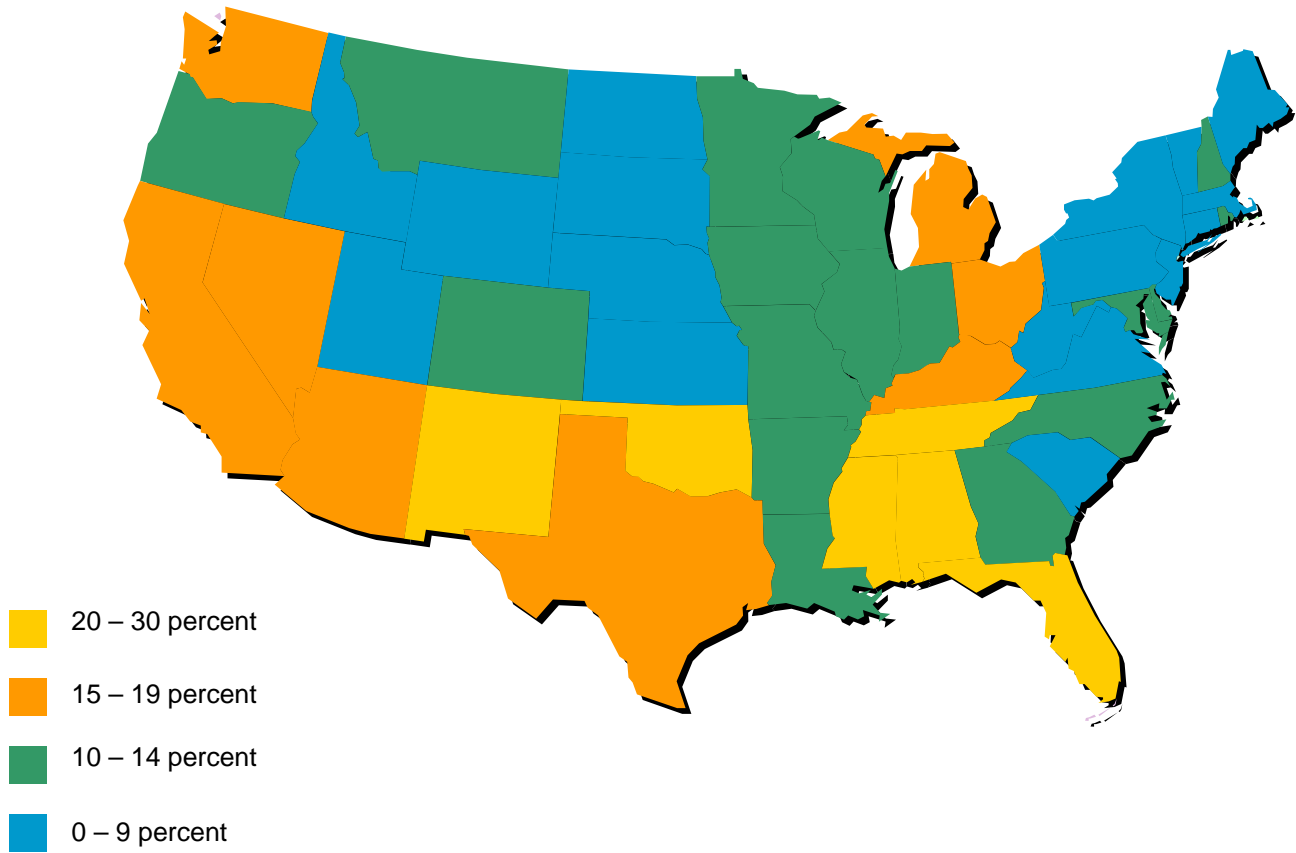 20 – 30 percent
15 – 19 percent
10 – 14 percent
0 – 9 percent